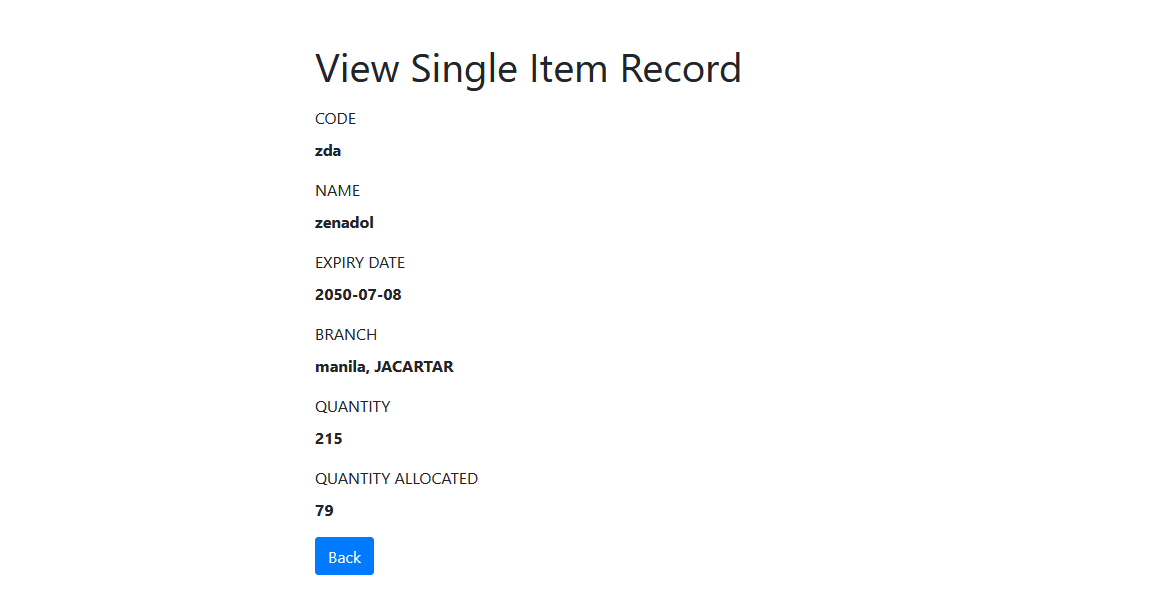 View Single Item Record
CODE
zda
NAME
zenadol
EXPIRY DATE
2050-07-08
BRANCH
manila, JACARTAR
QUANTITY
215
QUANTITY ALLOCATED
79
Back